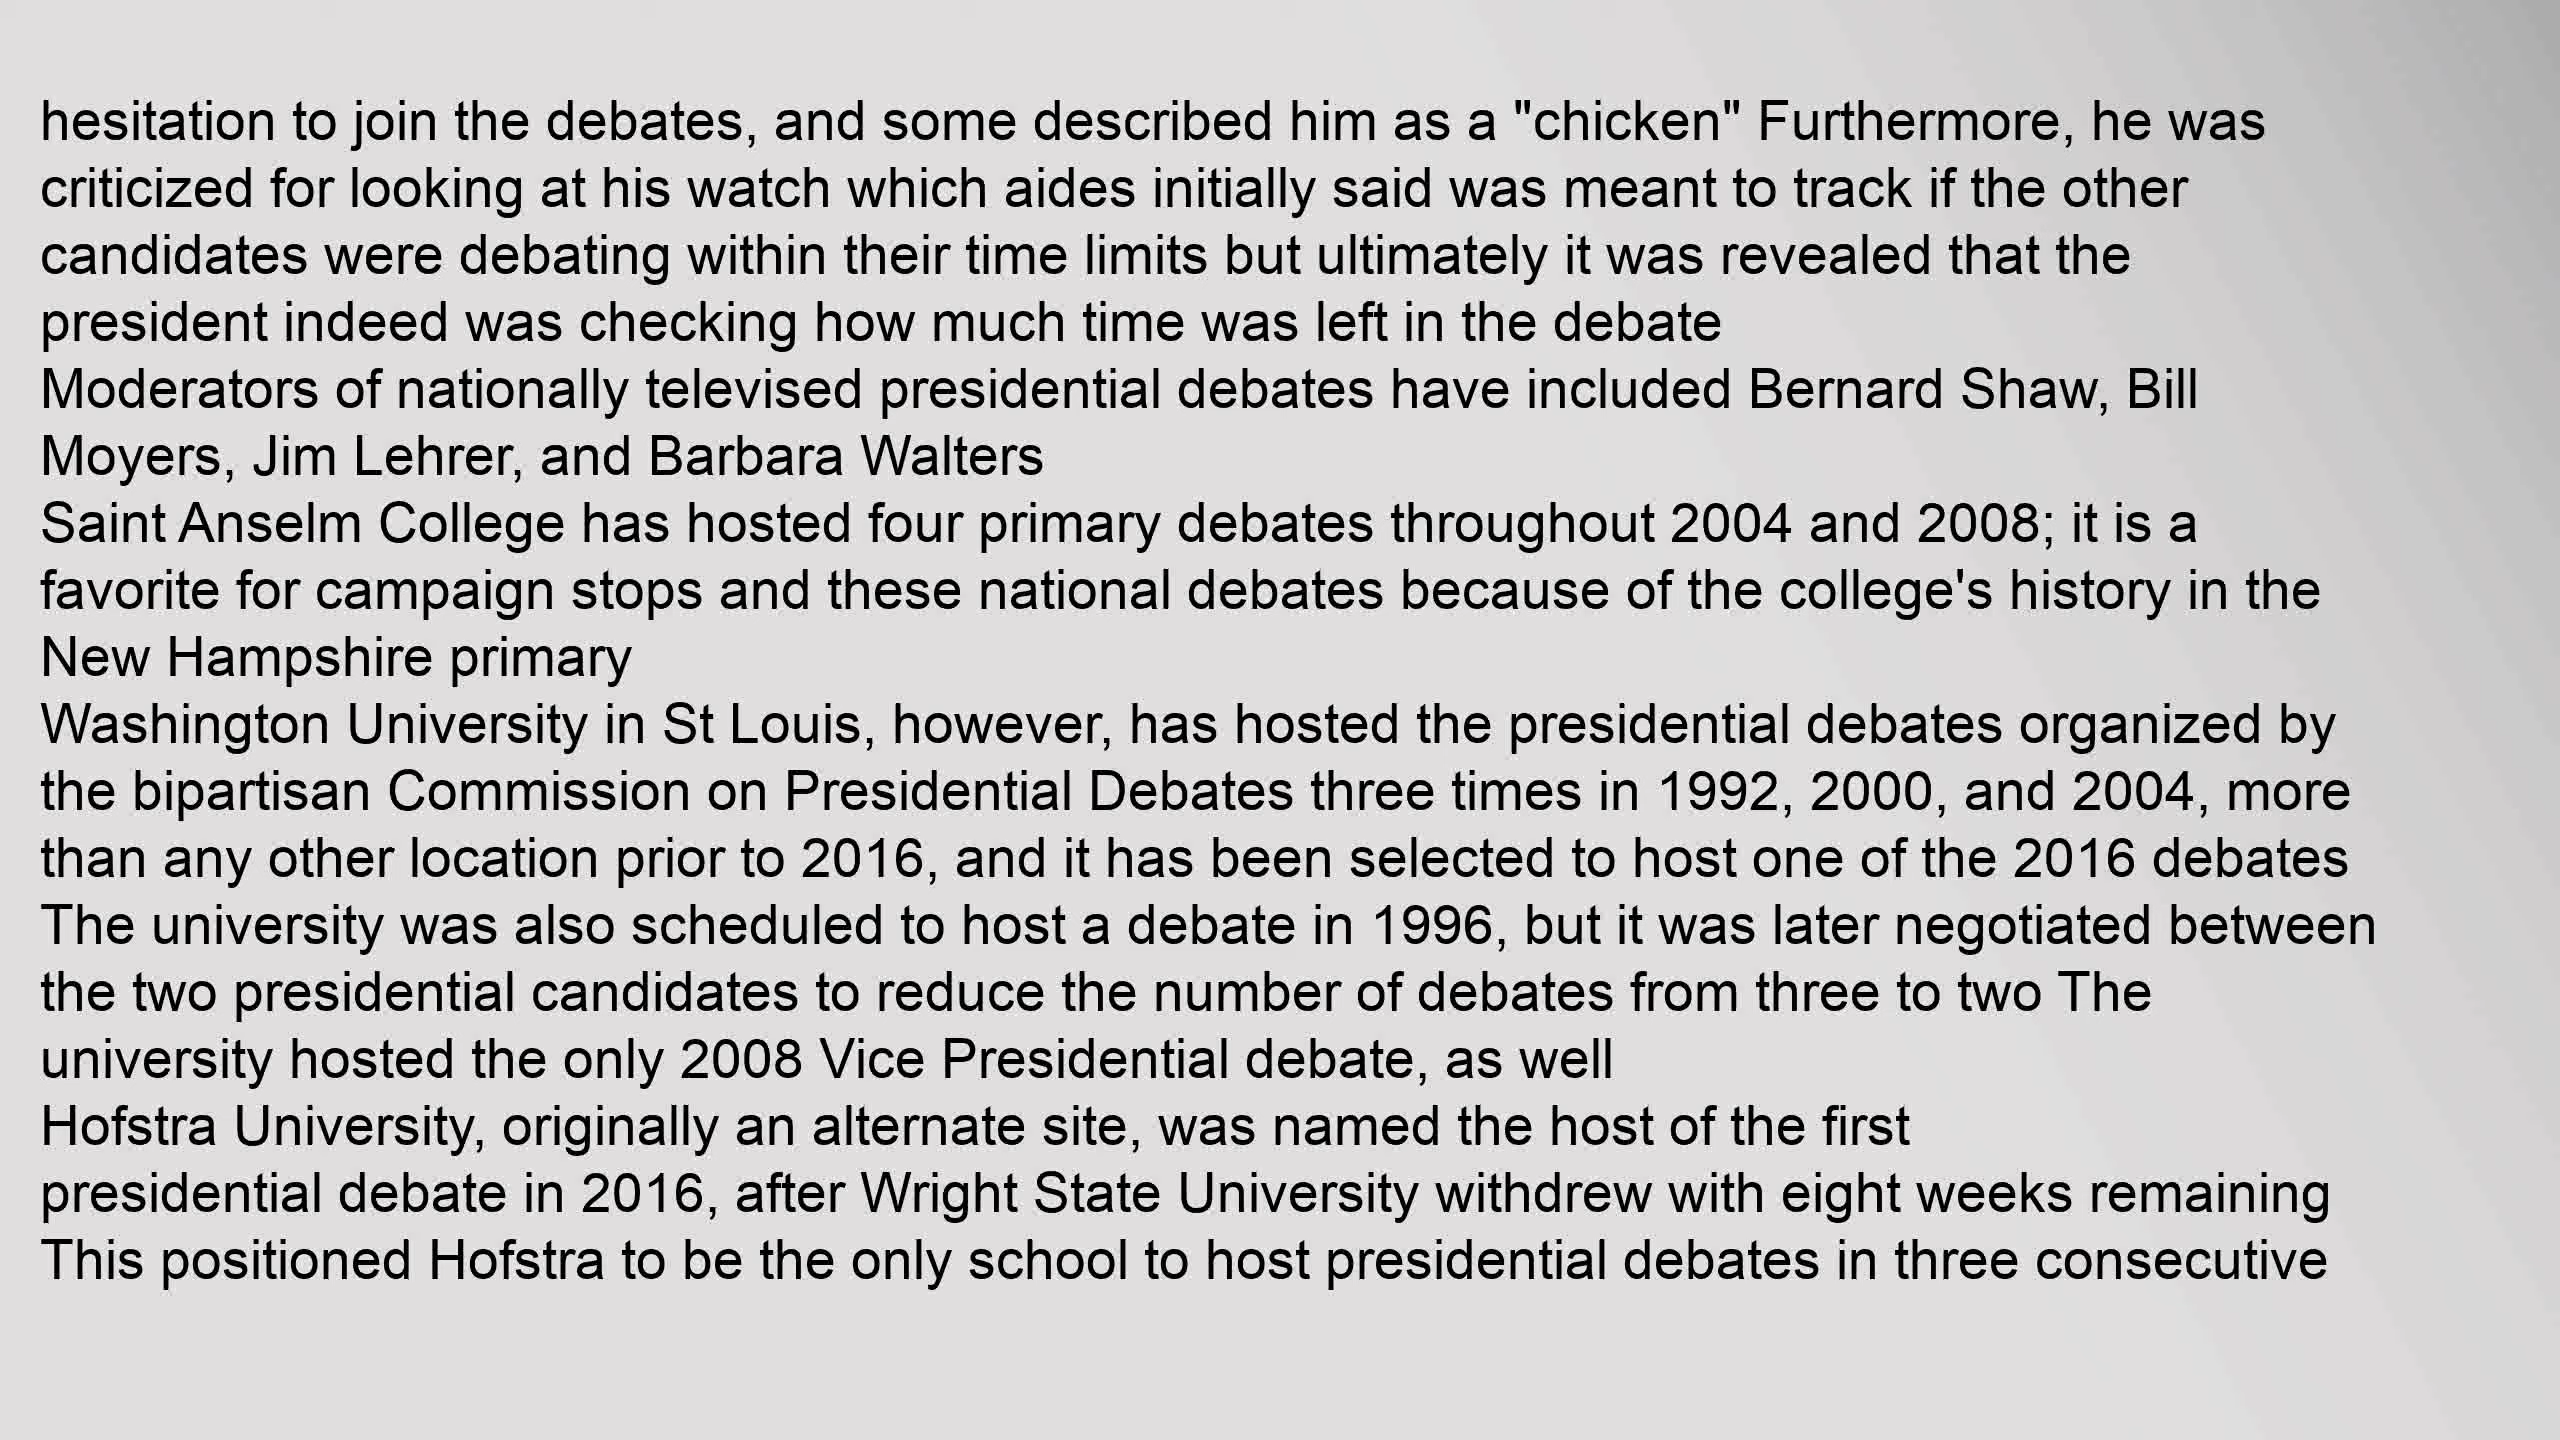 hesitation to join the debates, and some described him as a "chicken" Furthermore, he was
criticized for looking at his watch which aides initially said was meant to track if the other
candidates were debating within their time limits but ultimately it was revealed that the
president indeed was checking how much time was left in the debate
Moderators of nationally televised presidential debates have included Bernard Shaw, Bill
Moyers, Jim Lehrer, and Barbara Walters
Saint Anselm College has hosted four primary debates throughout 2004 and 2008; it is a
favorite for campaign stops and these national debates because of the college's history in the
New Hampshire primary
Washington University in St Louis, however, has hosted the presidential debates organized by
the bipartisan Commission on Presidential Debates three times in 1992, 2000, and 2004, more
than any other location prior to 2016, and it has been selected to host one of the 2016 debates
The university was also scheduled to host a debate in 1996, but it was later negotiated between
the two presidential candidates to reduce the number of debates from three to two The
university hosted the only 2008 Vice Presidential debate, as well
Hofstra University, originally an alternate site, was named the host of the first
presidential debate in 2016, after Wright State University withdrew with eight weeks remaining
This positioned Hofstra to be the only school to host presidential debates in three consecutive